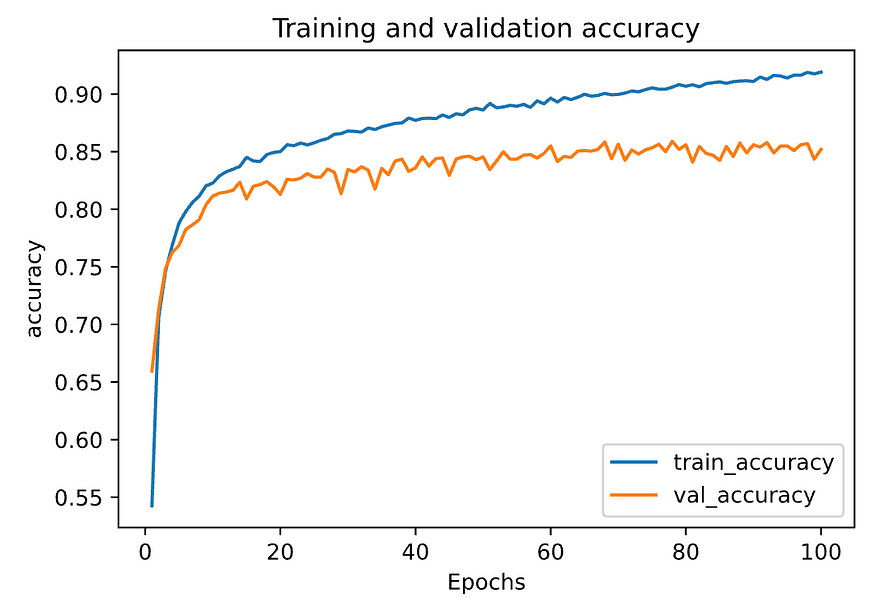 Training and validation accuracy
accuracy
0.90
0.85
0.80
0.75
0.70
0.65
0.60
0.55
train_accuracy
val_accuracy
0 20 40 60 80 100
Epochs